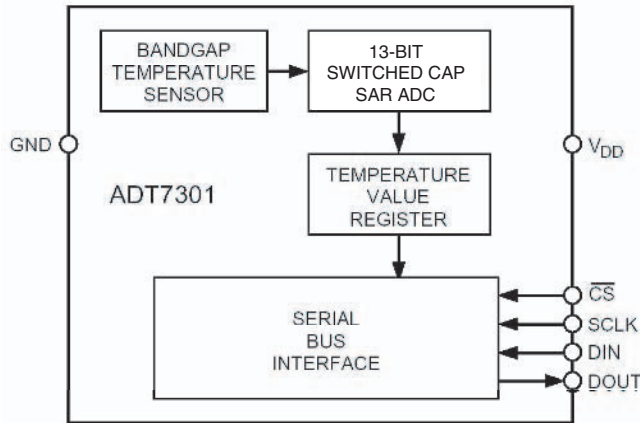 BANDGAP
TEMPERATURE
SENSOR
13-BIT
SWITCHED CAP
SAR ADC
GND
VDD
ADT7301
TEMPERATURE
VALUE
REGISTER
SERIAL
BUS
INTERFACE
C̅S̅
SCLK
DIN
DOUT